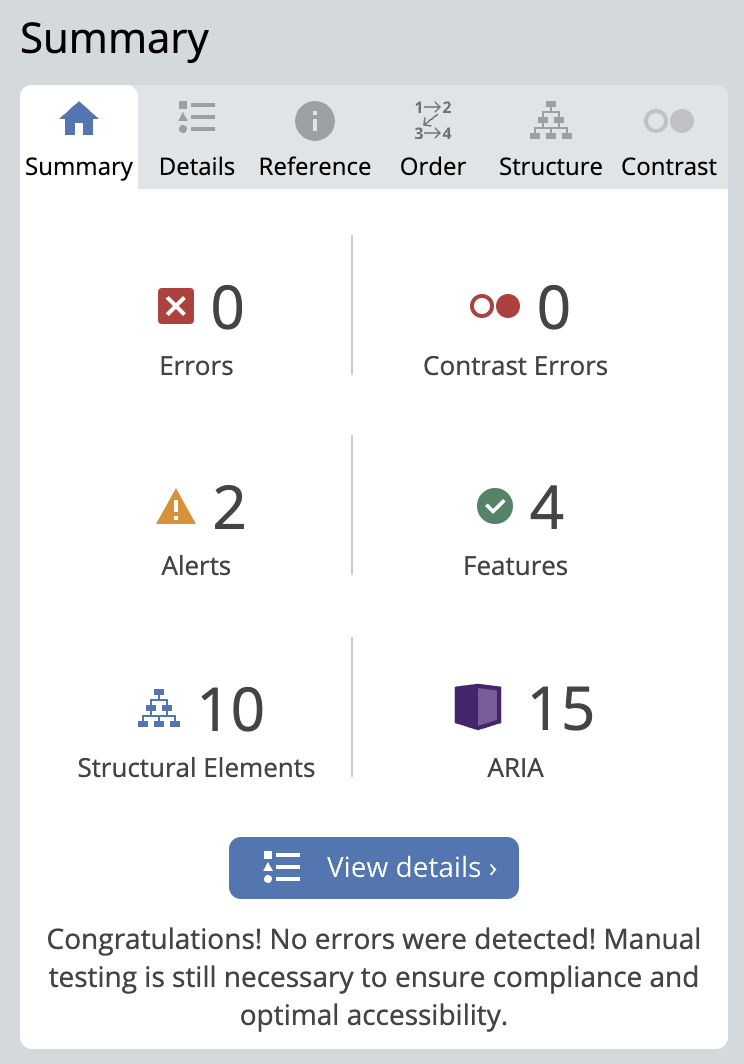 Summary
1→2
3→4
Summary Details Reference Order Structure Contrast
0 0
Errors Contrast Errors
2 4
Alerts Features
10 15
Structural Elements ARIA
View details ›
Congratulations! No errors were detected! Manual
testing is still necessary to ensure compliance and
optimal accessibility.